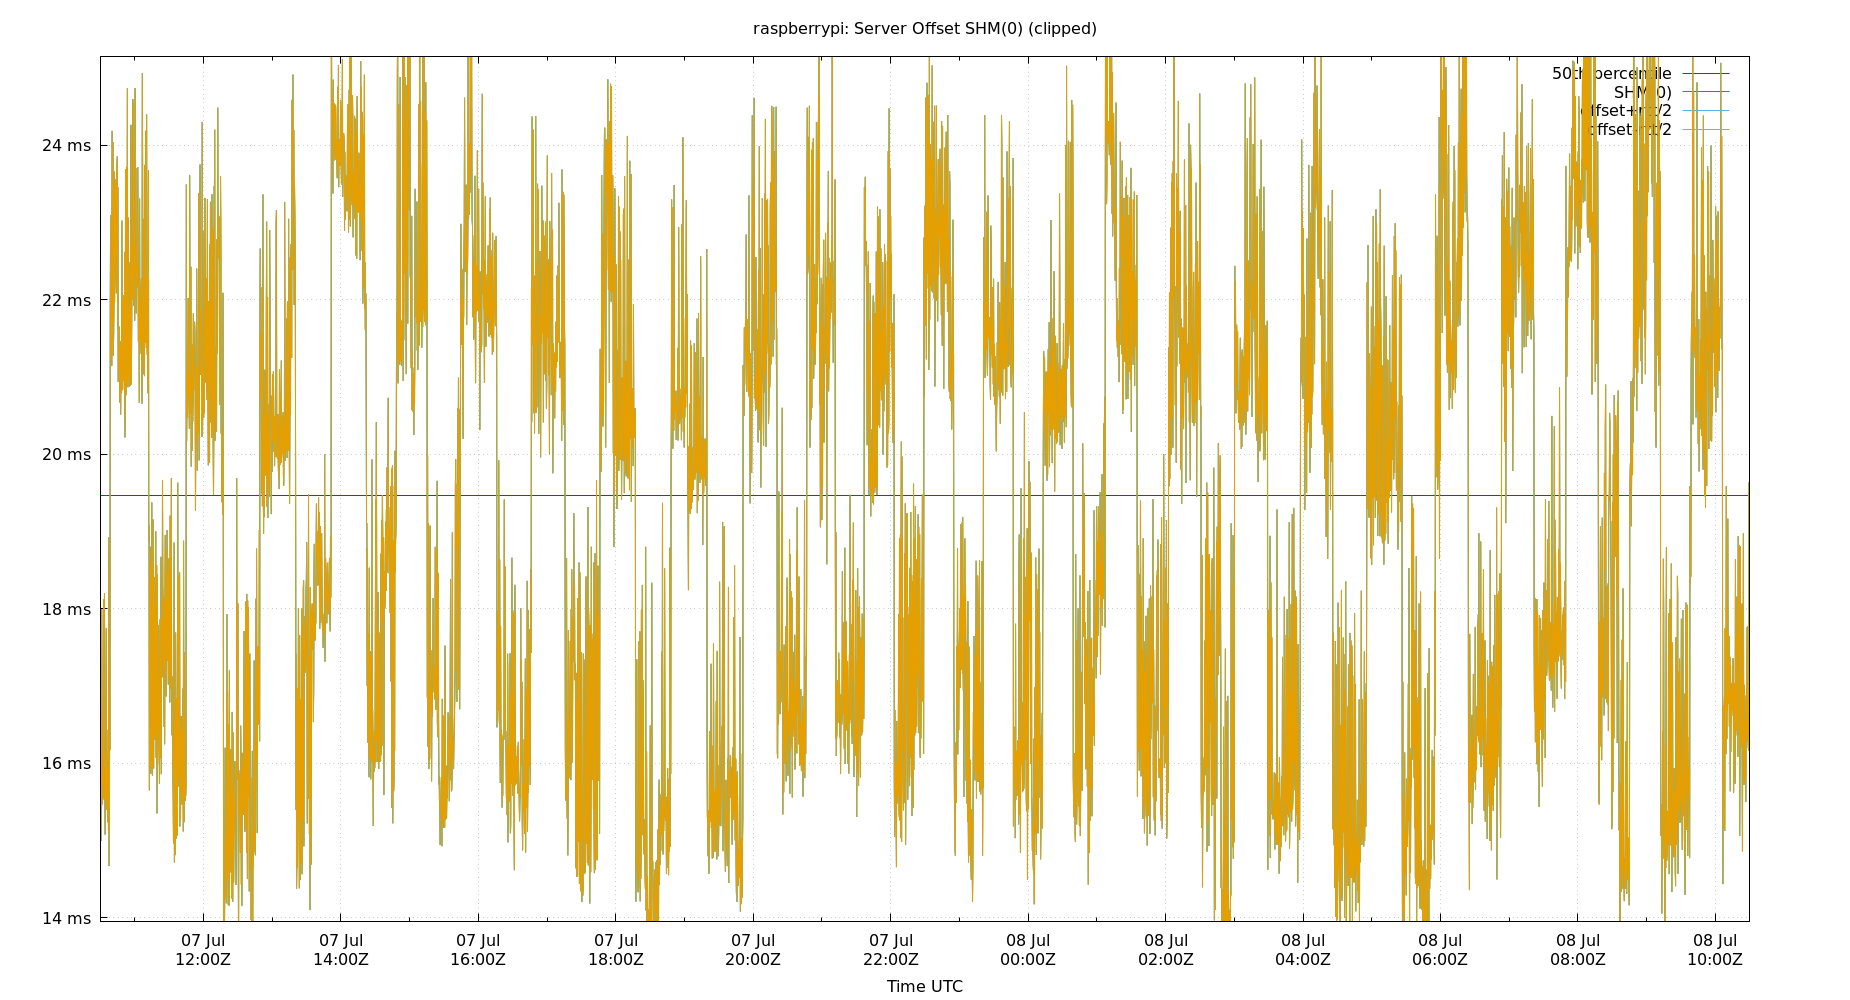 raspberrypi: Server Offset SHM(0) (clipped)
50th percentile
SHM(0)
offset+rtt/2
offset-rtt/2
24 ms
22 ms
20 ms
18 ms
16 ms
14 ms
07 Jul 07 Jul 07 Jul 07 Jul 07 Jul 07 Jul 08 Jul 08 Jul 08 Jul 08 Jul 08 Jul 08 Jul
12:00Z 14:00Z 16:00Z 18:00Z 20:00Z 22:00Z 00:00Z 02:00Z 04:00Z 06:00Z 08:00Z 10:00Z
Time UTC